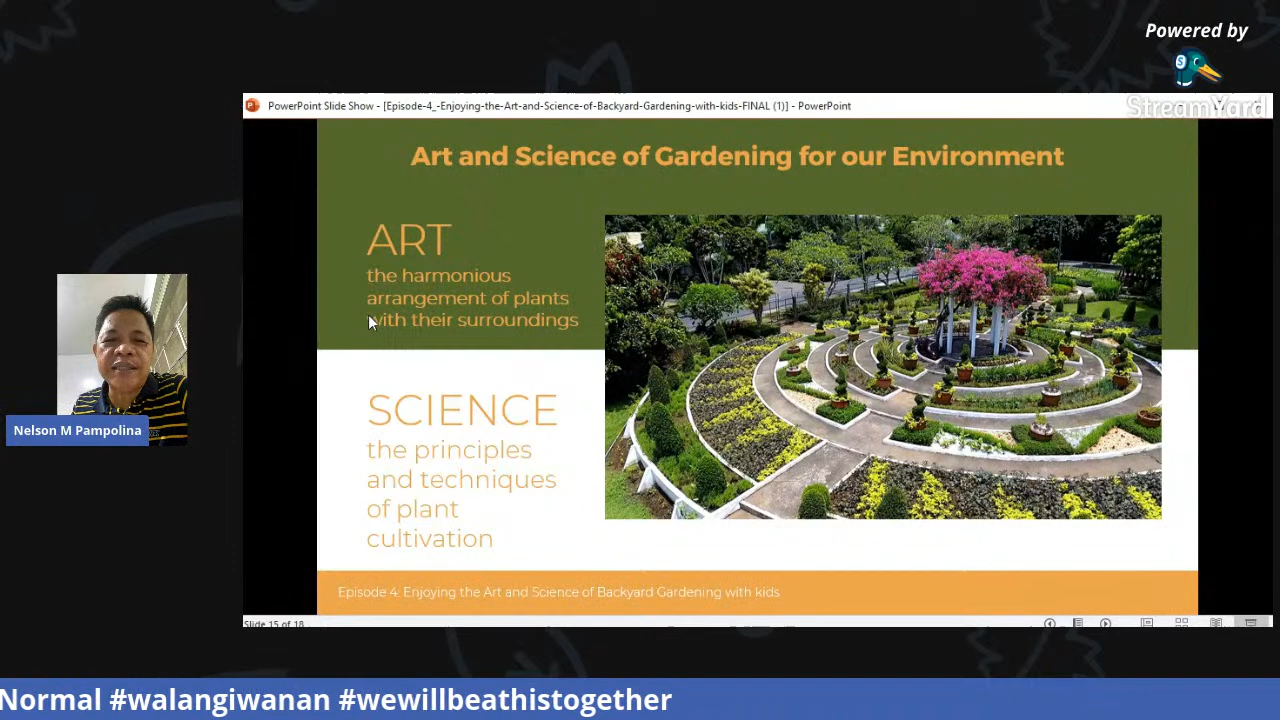 Powered by
StreamYard
PowerPoint Slide Show - [Episode-4_-Enjoying-the-Art-and-Science-of-Backyard-Gardening-with-kids-FINAL (1)] - PowerPoint
Art and Science of Gardening for our Environment
ART
the harmonious
arrangement of plants
with their surroundings
SCIENCE
the principles
and techniques
of plant
cultivation
Nelson M Pampolina
Episode 4: Enjoying the Art and Science of Backyard Gardening with kids
Slide 15 of 18
Normal #walangiwanan #wewillbeathistogether